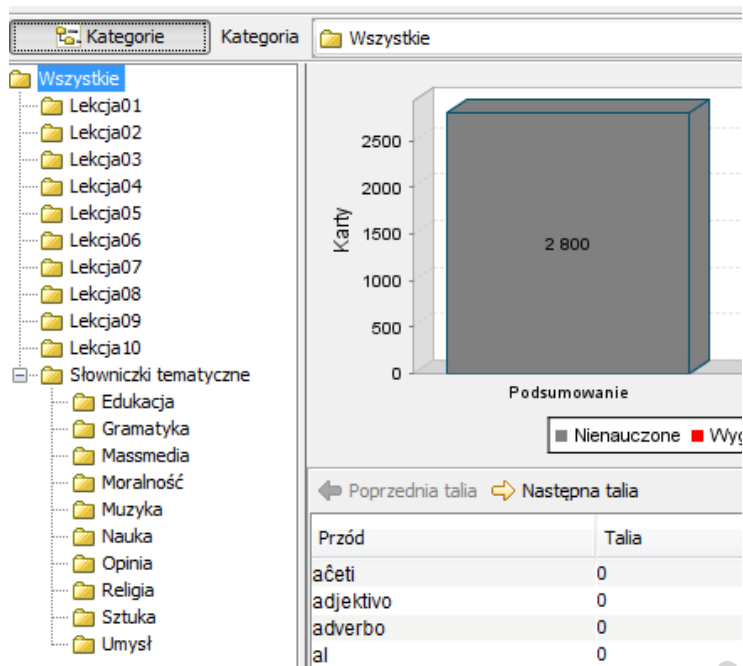 Kategorie Kategoria Wszystkie
Wszystkie
Lekcja01
Lekcja02
Lekcja03
Lekcja04
Lekcja05
Lekcja06
Lekcja07
Lekcja08
Lekcja09
Lekcja10
Słowniczki tematyczne
Edukacja
Gramatyka
Massmedia
Moralność
Muzyka
Nauka
Opinia
Religia
Sztuka
Umysł
Karty
2500
2000
1500
1000
500
0
2 800
Podsumowanie
Nienauczone
Poprzednia talia Następna talia
Przód Talia
aĉeti 0
adjektivo 0
adverbo 0
al 0